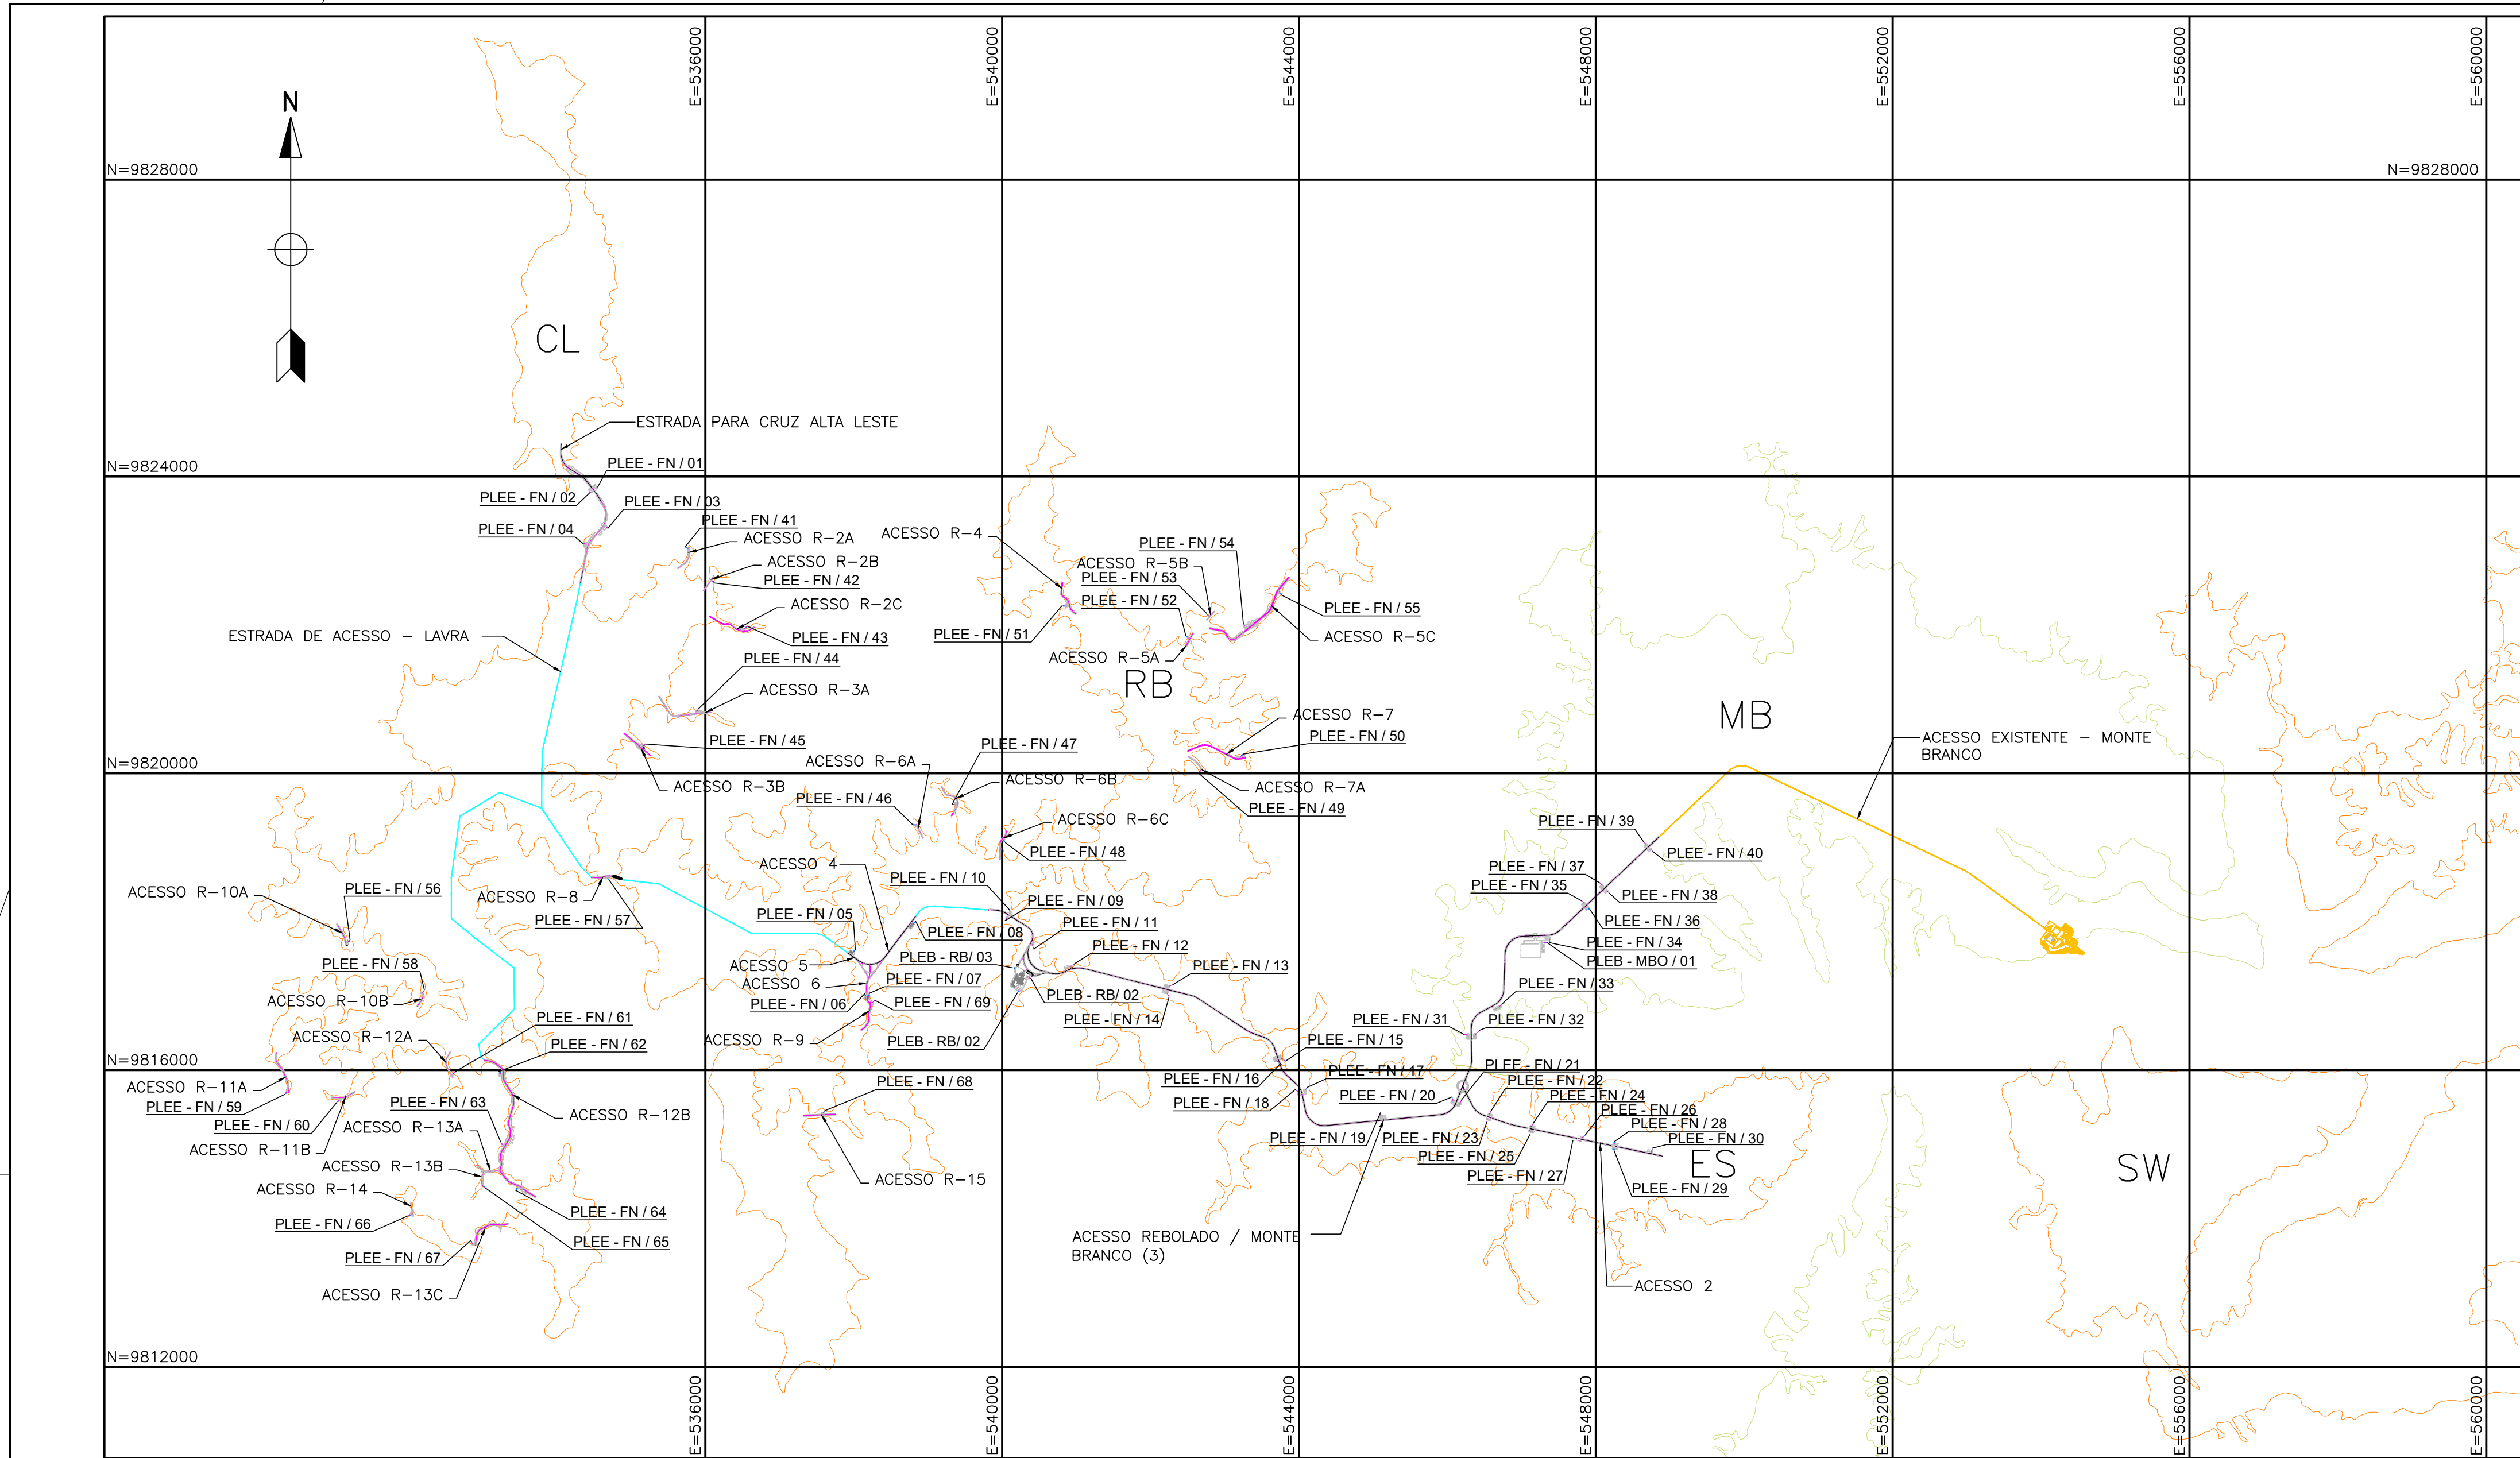 E=536000
E=540000
E=544000
E=548000
E=552000
E=556000
E=560000
N
N=9828000
N=9828000
CL
ESTRADA PARA CRUZ ALTA LESTE
N=9824000
PLEE - FN / 01
PLEE - FN / 02
PLEE - FN / 03
PLEE - FN / 04
PLEE - FN / 41
ACESSO R-2A
ACESSO R-2B
PLEE - FN / 42
ACESSO R-2C
PLEE - FN / 43
ESTRADA DE ACESSO - LAVRA
PLEE - FN / 44
ACESSO R-3A
PLEE - FN / 45
ACESSO R-3B
ACESSO R-4
PLEE - FN / 51
PLEE - FN / 54
ACESSO R-5B
PLEE - FN / 53
PLEE - FN / 52
ACESSO R-5A
PLEE - FN / 55
ACESSO R-5C
RB
MB
ACESSO R-7
PLEE - FN / 50
ACESSO EXISTENTE - MONTE
BRANCO
N=9820000
PLEE - FN / 47
ACESSO R-6A
ACESSO R-6B
PLEE - FN / 46
ACESSO R-7A
PLEE - FN / 49
ACESSO R-6C
PLEE - FN / 48
ACESSO 4
PLEE - FN / 10
PLEE - FN / 09
PLEE - FN / 39
PLEE - FN / 40
PLEE - FN / 37
PLEE - FN / 38
PLEE - FN / 35
PLEE - FN / 36
PLEE - FN / 34
PLEB - MBO / 01
PLEE - FN / 33
ACESSO R-10A
PLEE - FN / 56
ACESSO R-8
PLEE - FN / 57
PLEE - FN / 05
PLEE - FN / 08
PLEE - FN / 11
PLEE - FN / 12
PLEE - FN / 13
PLEB - RB/ 03
ACESSO 5
ACESSO 6
PLEE - FN / 07
PLEE - FN / 06
PLEE - FN / 69
PLEB - RB/ 02
PLEE - FN / 14
ACESSO R-9
PLEB - RB/ 02
PLEE - FN / 58
ACESSO R-10B
PLEE - FN / 61
ACESSO R-12A
PLEE - FN / 62
PLEE - FN / 31
PLEE - FN / 32
PLEE - FN / 15
N=9816000
ACESSO R-11A
PLEE - FN / 59
PLEE - FN / 60
ACESSO R-11B
PLEE - FN / 63
ACESSO R-13A
ACESSO R-12B
ACESSO R-13B
ACESSO R-14
PLEE - FN / 66
PLEE - FN / 67
ACESSO R-13C
PLEE - FN / 64
PLEE - FN / 65
PLEE - FN / 68
ACESSO R-15
PLEE - FN / 16
PLEE - FN / 17
PLEE - FN / 18
PLEE - FN / 20
PLEE - FN / 21
PLEE - FN / 22
PLEE - FN / 24
PLEE - FN / 26
PLEE - FN / 28
PLEE - FN / 30
PLEE - FN / 19
PLEE - FN / 23
PLEE - FN / 25
PLEE - FN / 27
PLEE - FN / 29
ES
SW
ACESSO REBOLADO / MONTE
BRANCO (3)
ACESSO 2
N=9812000
E=536000
E=540000
E=544000
E=548000
E=552000
E=556000
E=560000